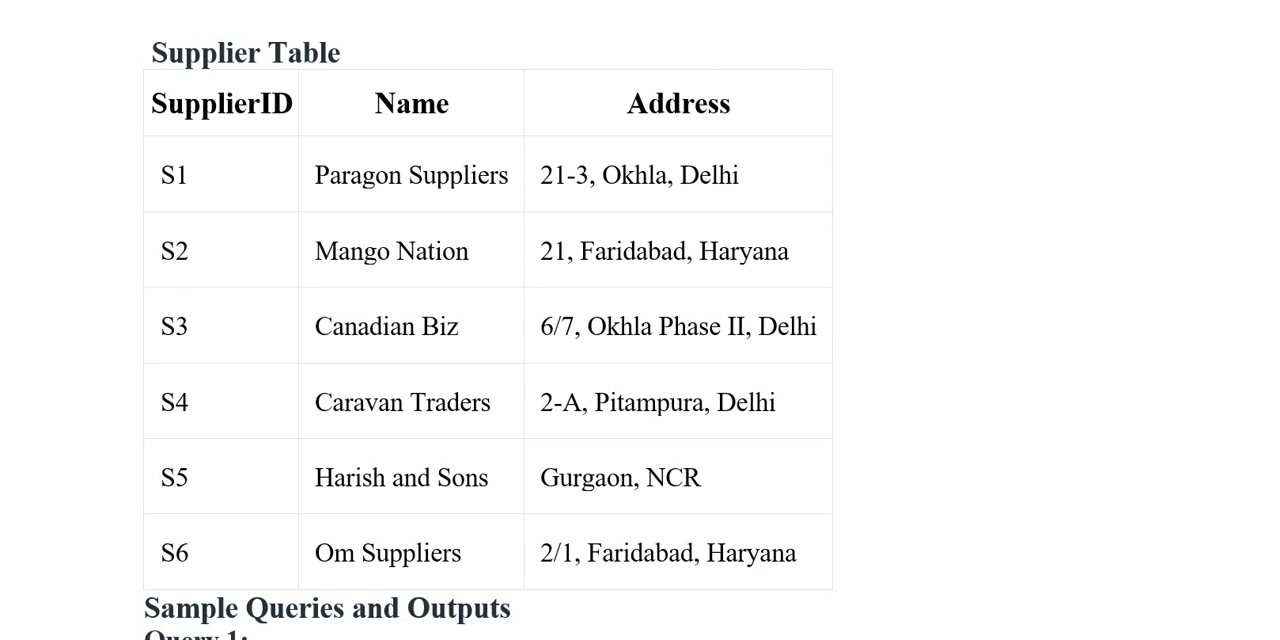 Supplier Table
SupplierID Name Address
S1 Paragon Suppliers 21-3, Okhla, Delhi
S2 Mango Nation 21, Faridabad, Haryana
S3 Canadian Biz 6/7, Okhla Phase II, Delhi
S4 Caravan Traders 2-A, Pitampura, Delhi
S5 Harish and Sons Gurgaon, NCR
S6 Om Suppliers 2/1, Faridabad, Haryana
Sample Queries and Outputs
Query 1: